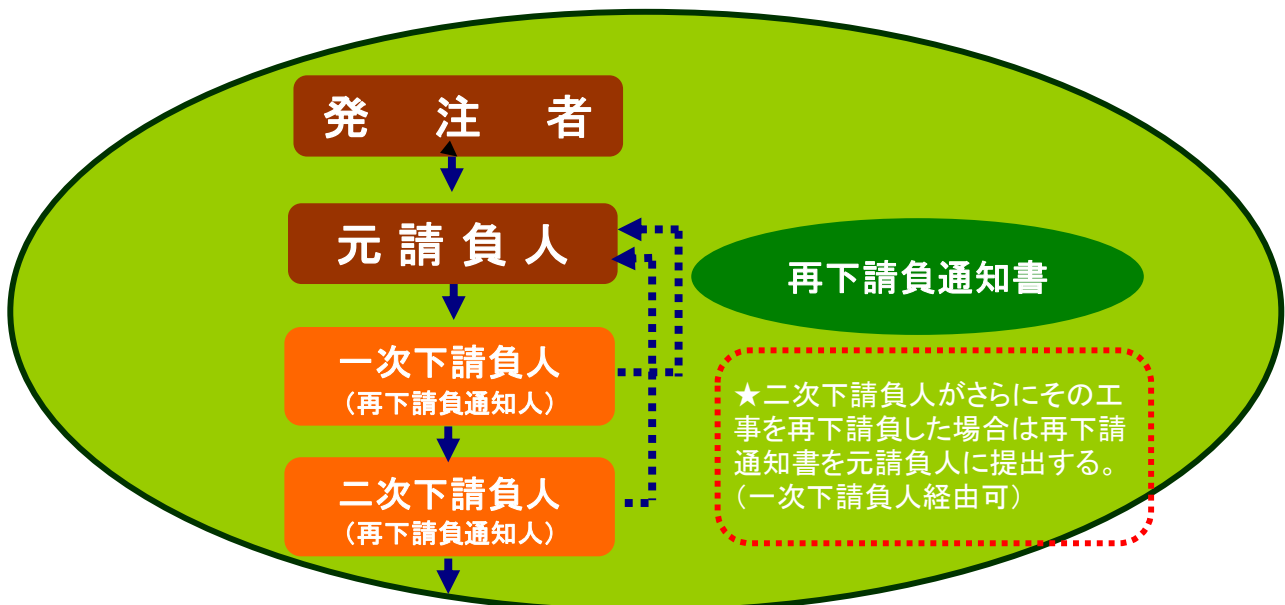 発注者
元請負人
再下請負通知書
一次下請負人
（再下請負通知人）
★二次下請負人がさらにその工
事を再下請負した場合は再下請
通知書を元請負人に提出する。
（一次下請負人経由可）
二次下請負人
（再下請負通知人）